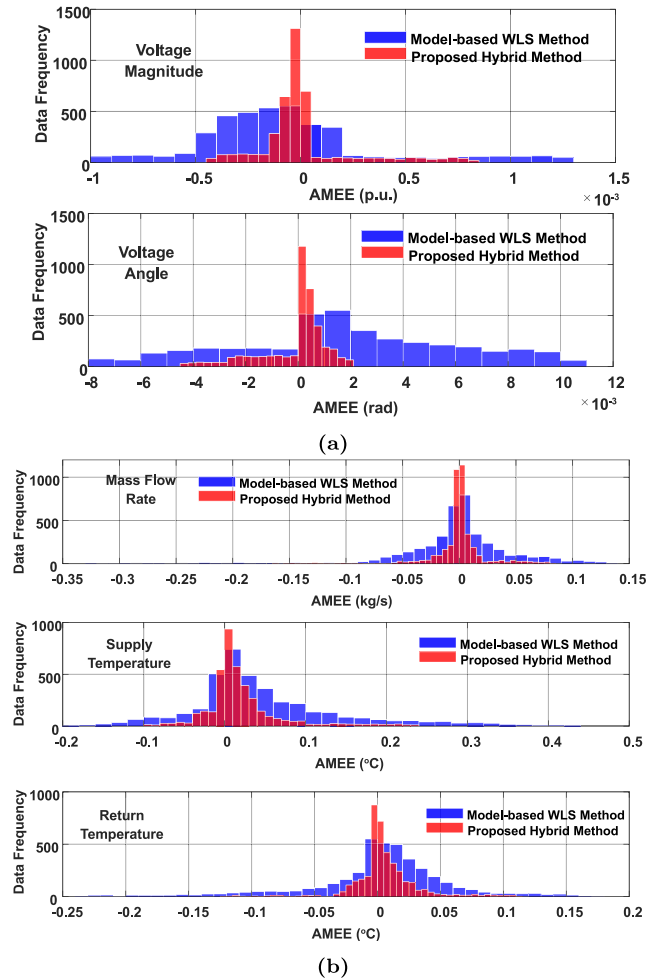 1500
1000
500
0
Data Frequency
Voltage
Magnitude
Model-based WLS Method
Proposed Hybrid Method
-1 -0.5 0 0.5 1 1.5
AMEE (p.u.)
× 10⁻³
1500
1000
500
0
Data Frequency
Voltage
Angle
Model-based WLS Method
Proposed Hybrid Method
-8 -6 -4 -2 0 2 4 6 8 10 12
AMEE (rad)
× 10⁻³
(a)
1000
500
0
Data Frequency
Mass Flow
Rate
Model-based WLS Method
Proposed Hybrid Method
-0.35 -0.3 -0.25 -0.2 -0.15 -0.1 -0.05 0 0.05 0.1 0.15
AMEE (kg/s)
1000
500
0
Data Frequency
Supply
Temperature
Model-based WLS Method
Proposed Hybrid Method
-0.2 -0.1 0 0.1 0.2 0.3 0.4 0.5
AMEE (°C)
1000
500
0
Data Frequency
Return
Temperature
Model-based WLS Method
Proposed Hybrid Method
-0.25 -0.2 -0.15 -0.1 -0.05 0 0.05 0.1 0.15 0.2
AMEE (°C)
(b)